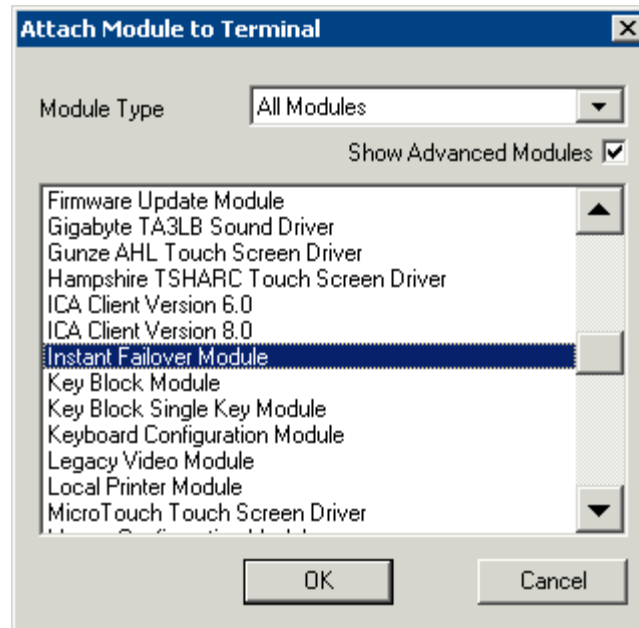 Attach Module to Terminal
Module Type
All Modules
Show Advanced Modules
Firmware Update Module
Gigabyte TA3LB Sound Driver
Gunze AHL Touch Screen Driver
Hampshire TSHARC Touch Screen Driver
ICA Client Version 6.0
ICA Client Version 8.0
Instant Failover Module
Key Block Module
Key Block Single Key Module
Keyboard Configuration Module
Legacy Video Module
Local Printer Module
MicroTouch Touch Screen Driver
OK
Cancel